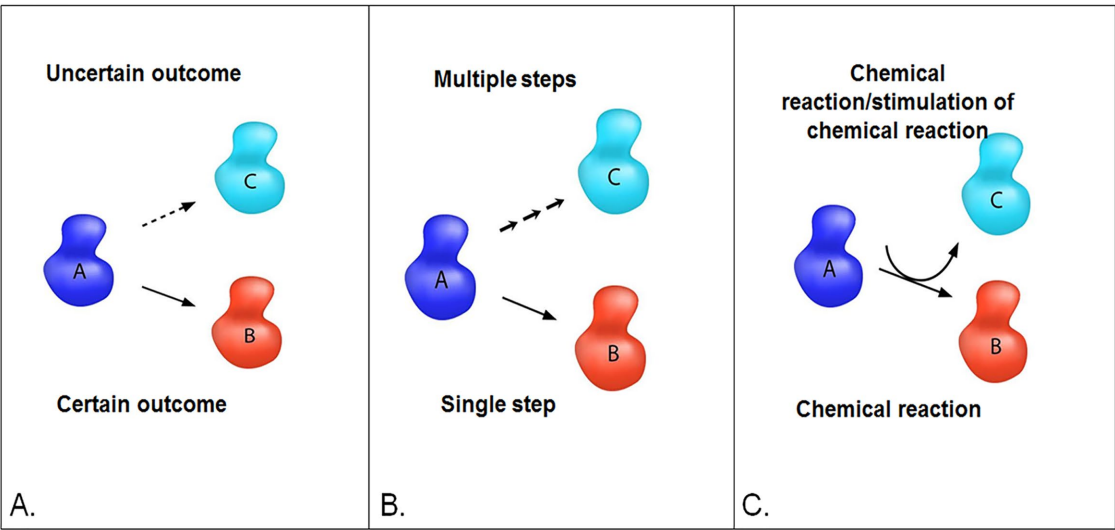 Uncertain outcome
C
A
B
Certain outcome
A.
Multiple steps
C
A
B
Single step
B.
Chemical
reaction/stimulation of
chemical reaction
C
A
B
Chemical reaction
C.